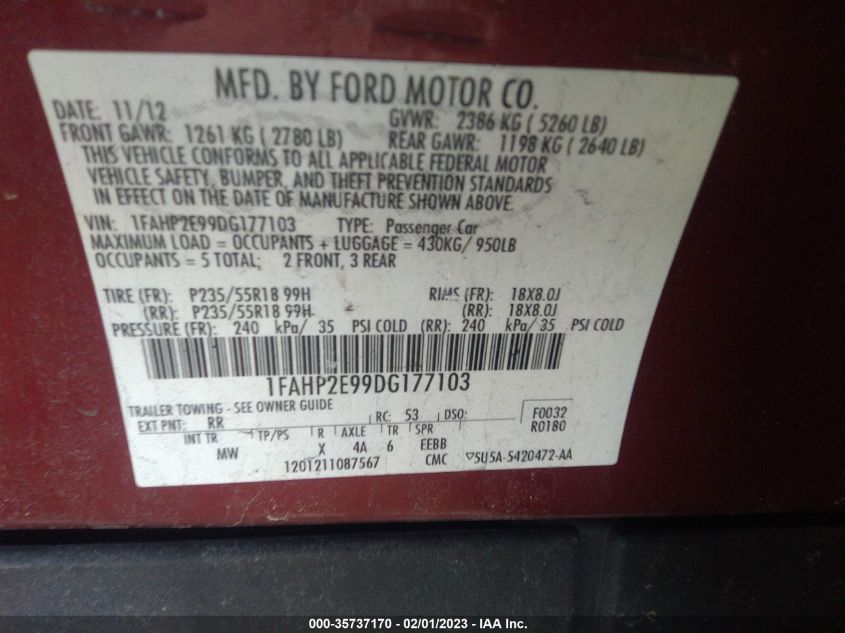 MFD. BY FORD MOTOR CO.
DATE: 11/12 GVWR: 2386 KG ( 5260 LB)
FRONT GAWR: 1261 KG ( 2780 LB) REAR GAWR: 1198 KG ( 2640 LB)
THIS VEHICLE CONFORMS TO ALL APPLICABLE FEDERAL MOTOR
VEHICLE SAFETY, BUMPER, AND THEFT PREVENTION STANDARDS
IN EFFECT ON THE DATE OF MANUFACTURE SHOWN ABOVE.
VIN: 1FAHP2E99DG177103 TYPE: Passenger Car
MAXIMUM LOAD = OCCUPANTS + LUGGAGE = 430KG/ 950LB
OCCUPANTS = 5 TOTAL; 2 FRONT, 3 REAR
TIRE (FR): P235/55R18 99H RIMS (FR): 18X8.0J
(RR): P235/55R18 99H (RR): 18X8.0J
PRESSURE (FR): 240 kPa/ 35 PSI COLD (RR): 240 kPa/ 35 PSI COLD
1FAHP2E99DG177103
TRAILER TOWING - SEE OWNER GUIDE
EXT PNT: RR RC: 53 DSO: F0032
R0180
INT TR TP/PS R AXLE TR SPR
MW X 4A 6 EEBB
1201211087567 CMC ▽5U5A-5420472-AA
000-35737170 — 02/01/2023 — IAA Inc.